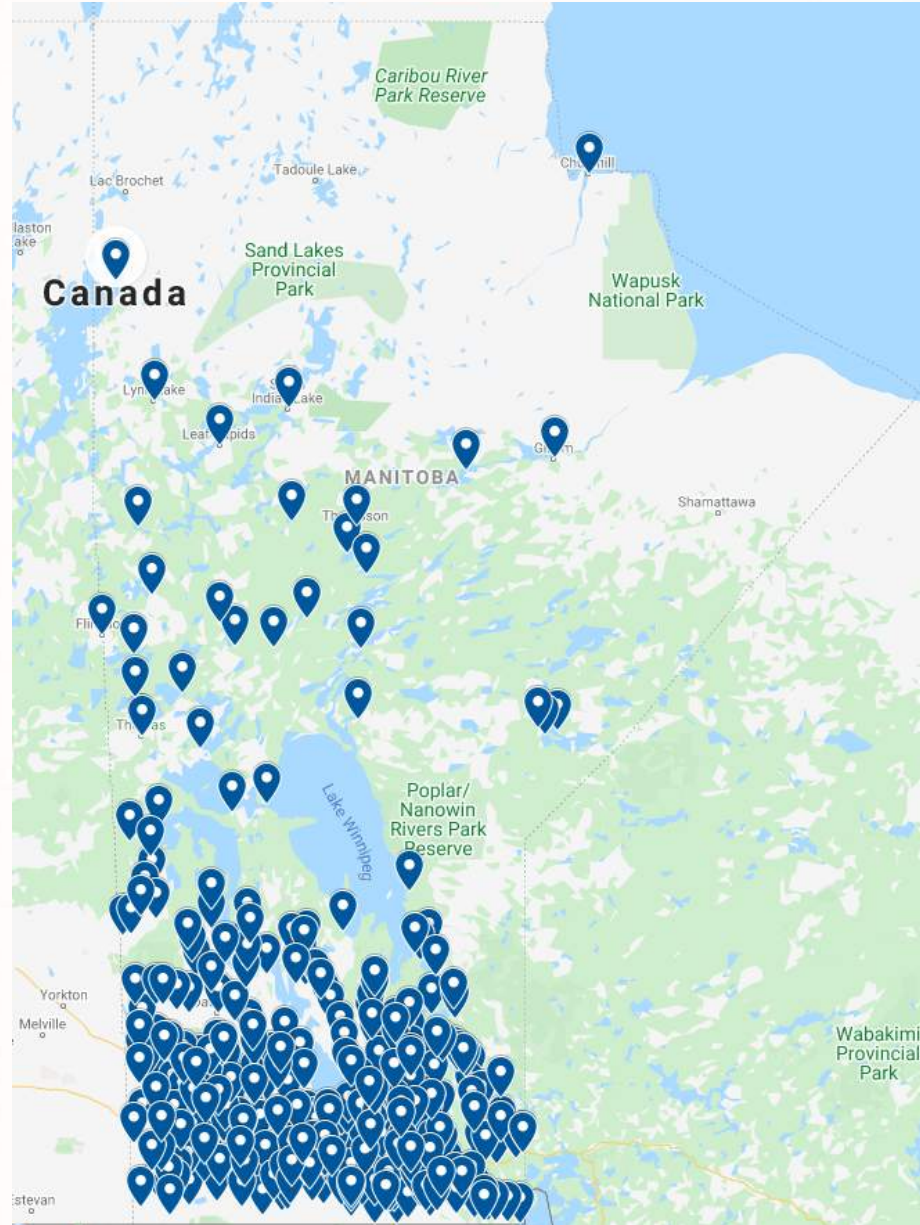 Caribou River
Park Reserve
Tadoule Lake
Lac Brochet
Sand Lakes
Provincial
Park
Canada
Wapusk
National Park
MANITOBA
Shamattawa
Poplar/
Nanowin
Rivers Park
Reserve
Lake Winnipeg
Yorkton
Melville
Wabakimi
Provincial
Park